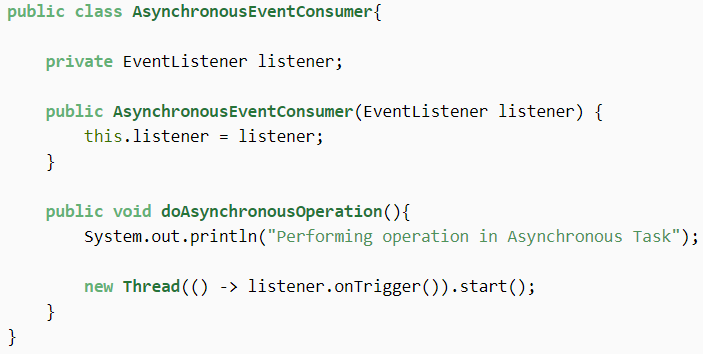 public class AsynchronousEventConsumer{
    private EventListener listener;
    public AsynchronousEventConsumer(EventListener listener) {
        this.listener = listener;
    }
    public void doAsynchronousOperation(){
        System.out.println("Performing operation in Asynchronous Task");
        new Thread(() -> listener.onTrigger()).start();
    }
}